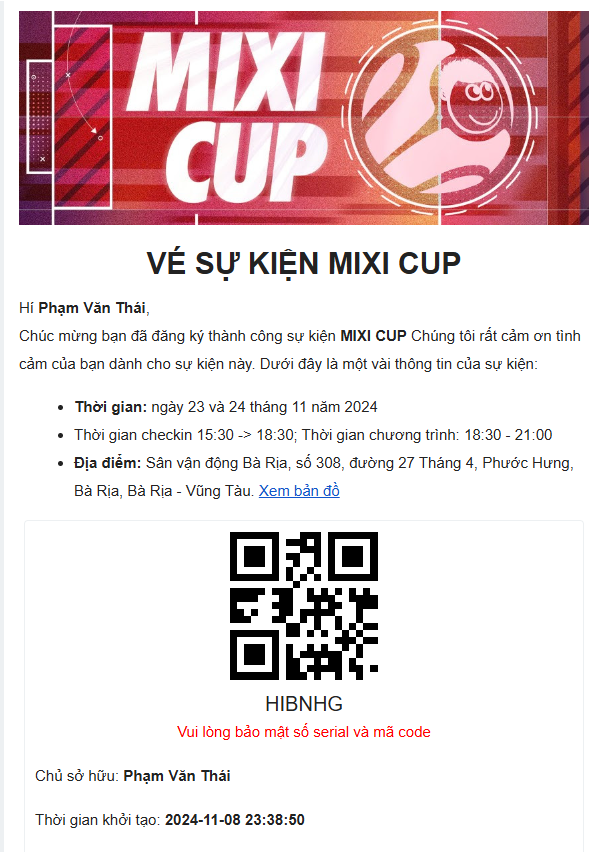 MIXI
CUP
VÉ SỰ KIỆN MIXI CUP
Hí Phạm Văn Thái,
Chúc mừng bạn đã đăng ký thành công sự kiện MIXI CUP Chúng tôi rất cảm ơn tình
cảm của bạn dành cho sự kiện này. Dưới đây là một vài thông tin của sự kiện:
Thời gian: ngày 23 và 24 tháng 11 năm 2024
Thời gian checkin 15:30 -> 18:30; Thời gian chương trình: 18:30 - 21:00
Địa điểm: Sân vận động Bà Rịa, số 308, đường 27 Tháng 4, Phước Hưng,
Bà Rịa, Bà Rịa - Vũng Tàu. Xem bản đồ
HIBNHG
Vui lòng bảo mật số serial và mã code
Chủ sở hữu: Phạm Văn Thái
Thời gian khởi tạo: 2024-11-08 23:38:50